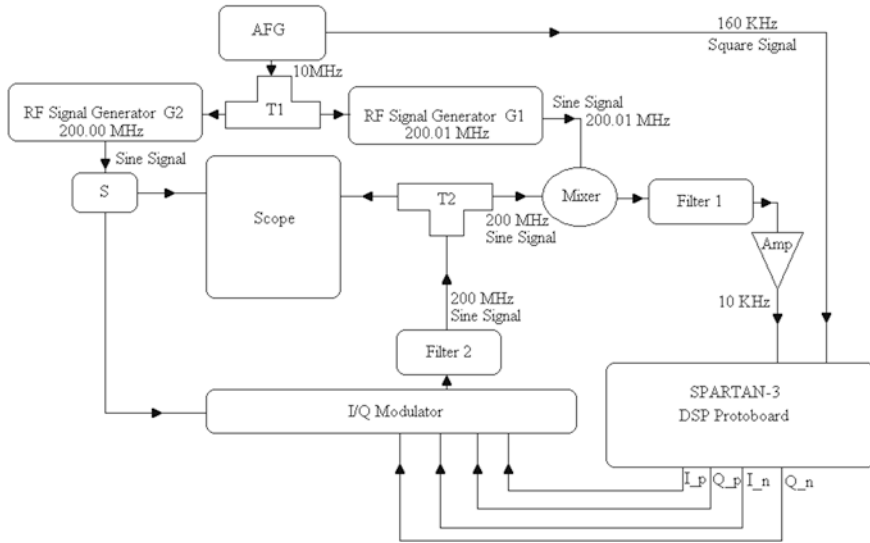 AFG
160 KHz
Square Signal
10MHz
T1
RF Signal Generator G2
200.00 MHz
RF Signal Generator G1
200.01 MHz
Sine Signal
200.01 MHz
Sine Signal
S
Scope
T2
200 MHz
Sine Signal
Mixer
Filter 1
Amp
10 KHz
200 MHz
Sine Signal
Filter 2
I/Q Modulator
SPARTAN-3
DSP Protoboard
I_p
Q_p
I_n
Q_n